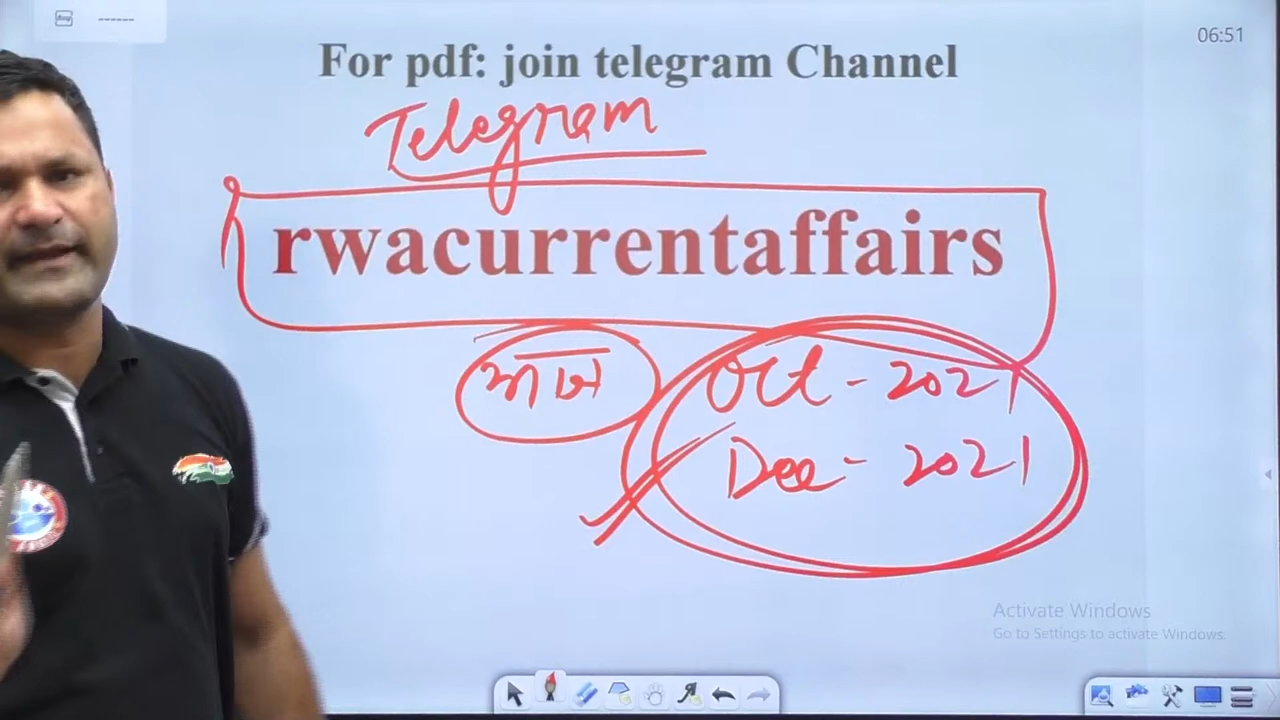 06:51
For pdf: join telegram Channel
Telegram
rwacurrentaffairs
आज
Oct - 2021
Dec - 2021
Activate Windows
Go to Settings to activate Windows.